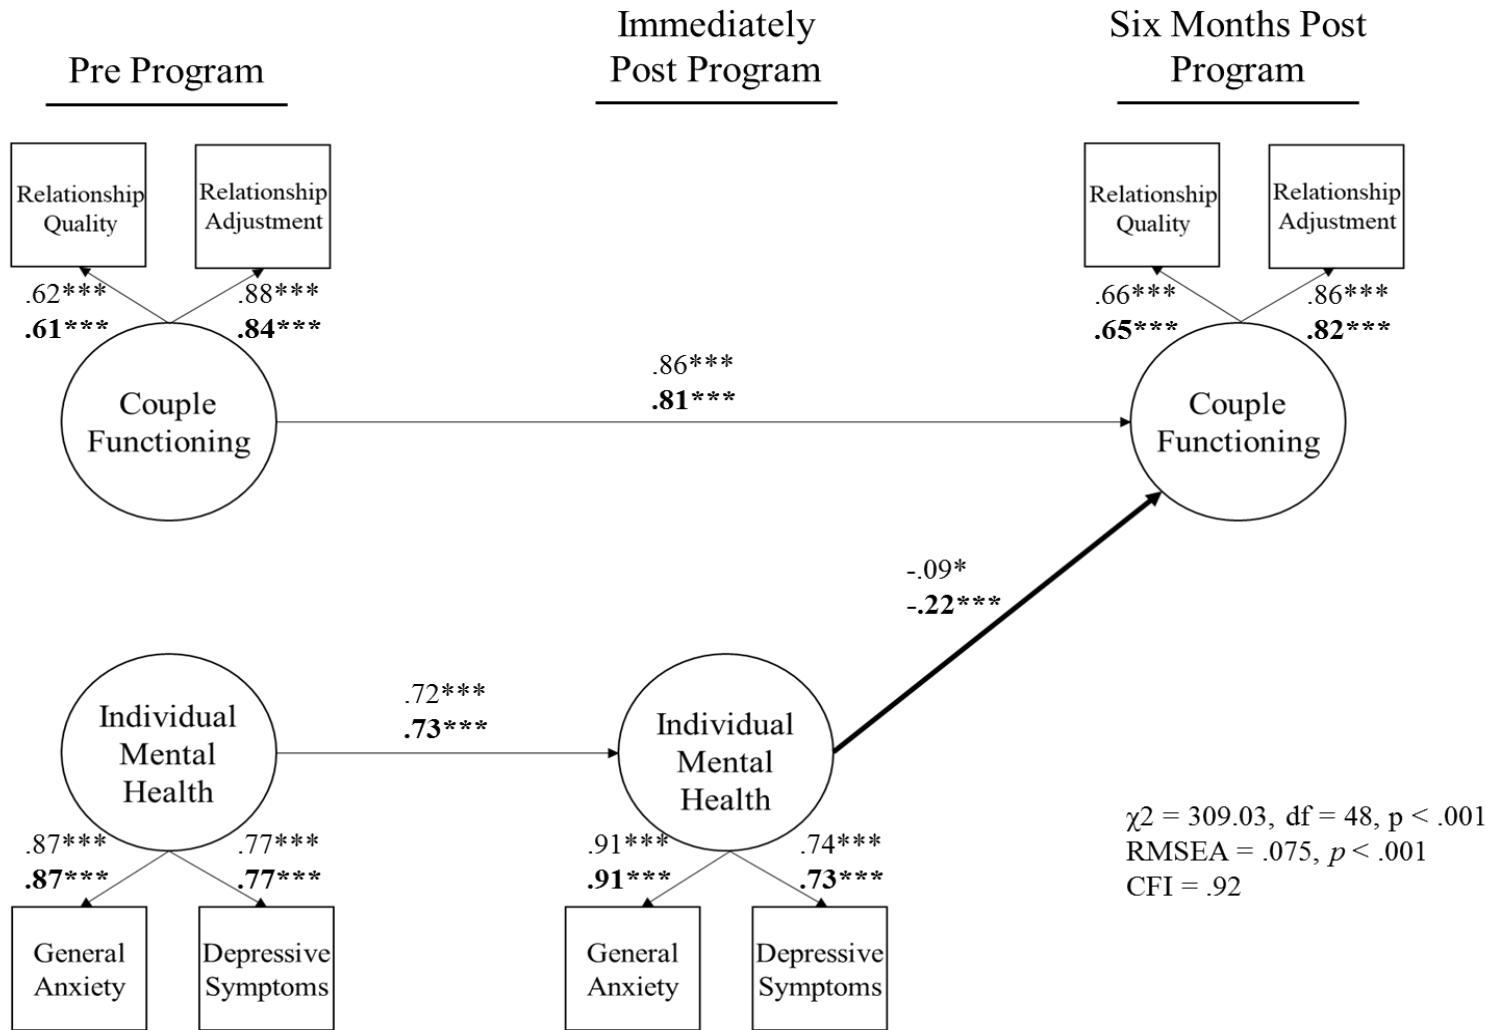 Pre Program
Immediately
Post Program
Six Months Post
Program
Relationship
Quality
Relationship
Adjustment
Relationship
Quality
Relationship
Adjustment
.62***
.61***
.88***
.84***
.66***
.65***
.86***
.82***
Couple
Functioning
.86***
.81***
Couple
Functioning
-.09*
-.22***
Individual
Mental
Health
.72***
.73***
Individual
Mental
Health
.87***
.87***
.77***
.77***
.91***
.91***
.74***
.73***
General
Anxiety
Depressive
Symptoms
General
Anxiety
Depressive
Symptoms
χ2 = 309.03, df = 48, p < .001
RMSEA = .075, p < .001
CFI = .92